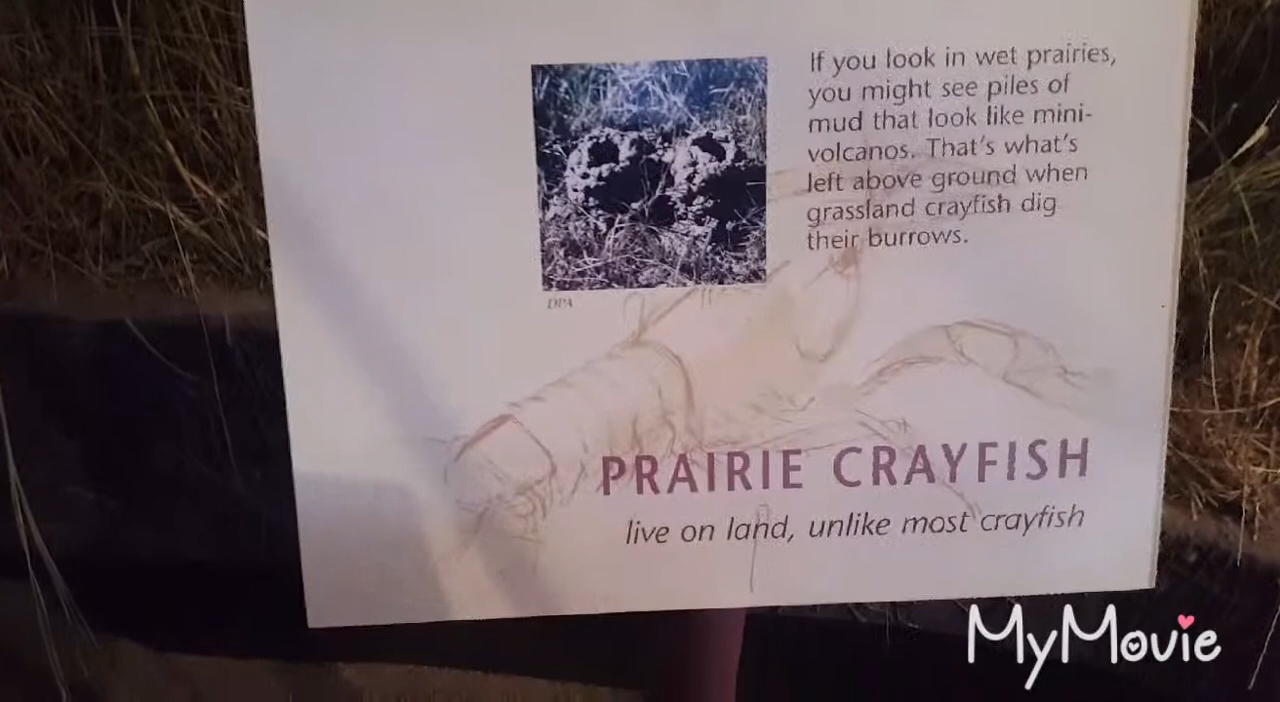 If you look in wet prairies,
you might see piles of
mud that look like mini-
volcanos. That's what's
left above ground when
grassland crayfish dig
their burrows.
DPA
PRAIRIE CRAYFISH
live on land, unlike most crayfish
MyMovie